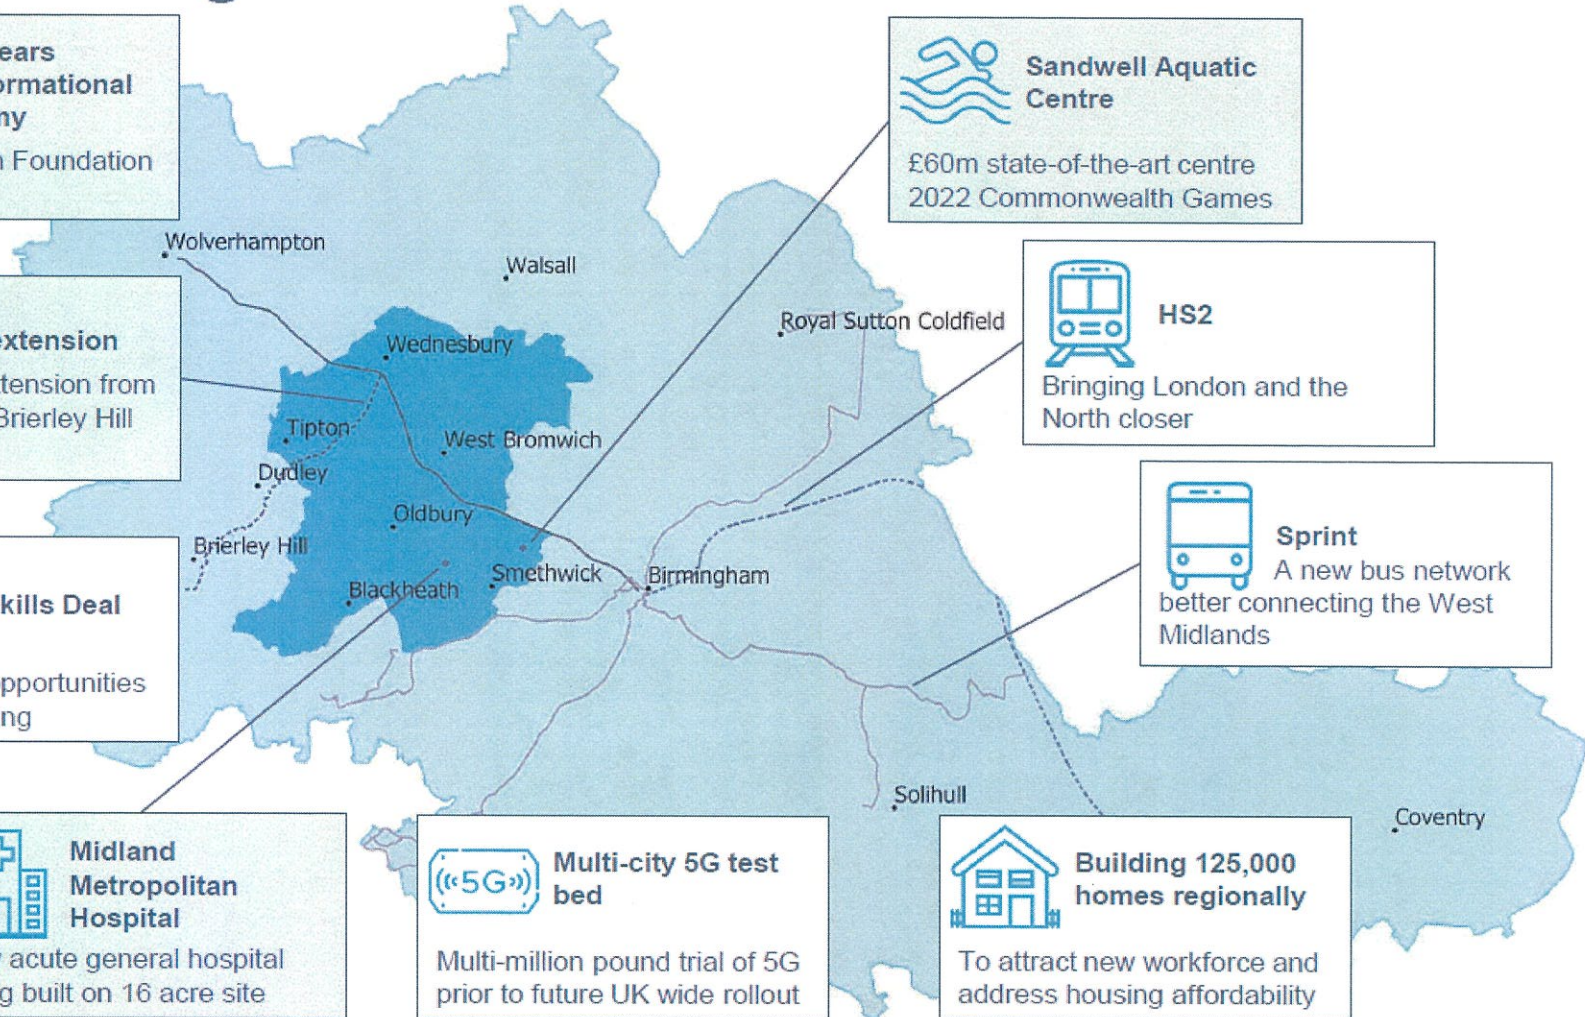 ears
ormational
my
n Foundation
Sandwell Aquatic
Centre
£60m state-of-the-art centre
2022 Commonwealth Games
Wolverhampton
Walsall
HS2
Bringing London and the
North closer
Royal Sutton Coldfield
extension
tension from
Brierley Hill
Wednesbury
Tipton
West Bromwich
Dudley
Oldbury
Brierley Hill
Blackheath
Smethwick
Birmingham
Sprint
A new bus network
better connecting the West
Midlands
kills Deal
pportunities
ng
Solihull
Coventry
Midland
Metropolitan
Hospital
acute general hospital
g built on 16 acre site
((5G))
Multi-city 5G test
bed
Multi-million pound trial of 5G
prior to future UK wide rollout
Building 125,000
homes regionally
To attract new workforce and
address housing affordability